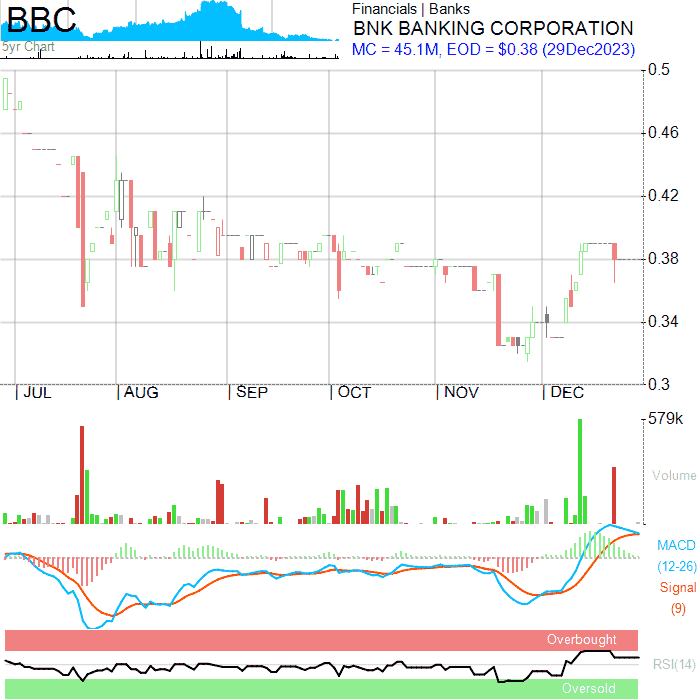 BBC
5yr Chart
Financials | Banks
BNK BANKING CORPORATION
MC = 45.1M, EOD = $0.38 (29Dec2023)
0.5
0.46
0.42
0.38
0.34
0.3
JUL AUG SEP OCT NOV DEC
579k
Volume
MACD
(12-26)
Signal
(9)
Overbought
RSI(14)
Oversold